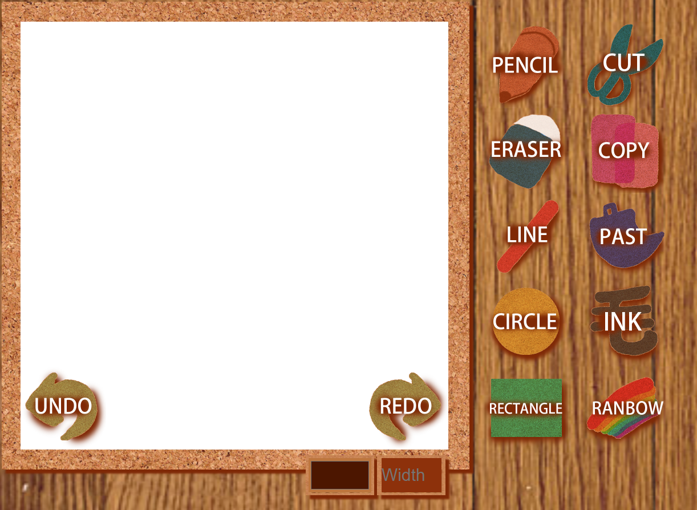 PENCIL
CUT
ERASER
COPY
LINE
PAST
CIRCLE
INK
UNDO
REDO
RECTANGLE
RANBOW
Width